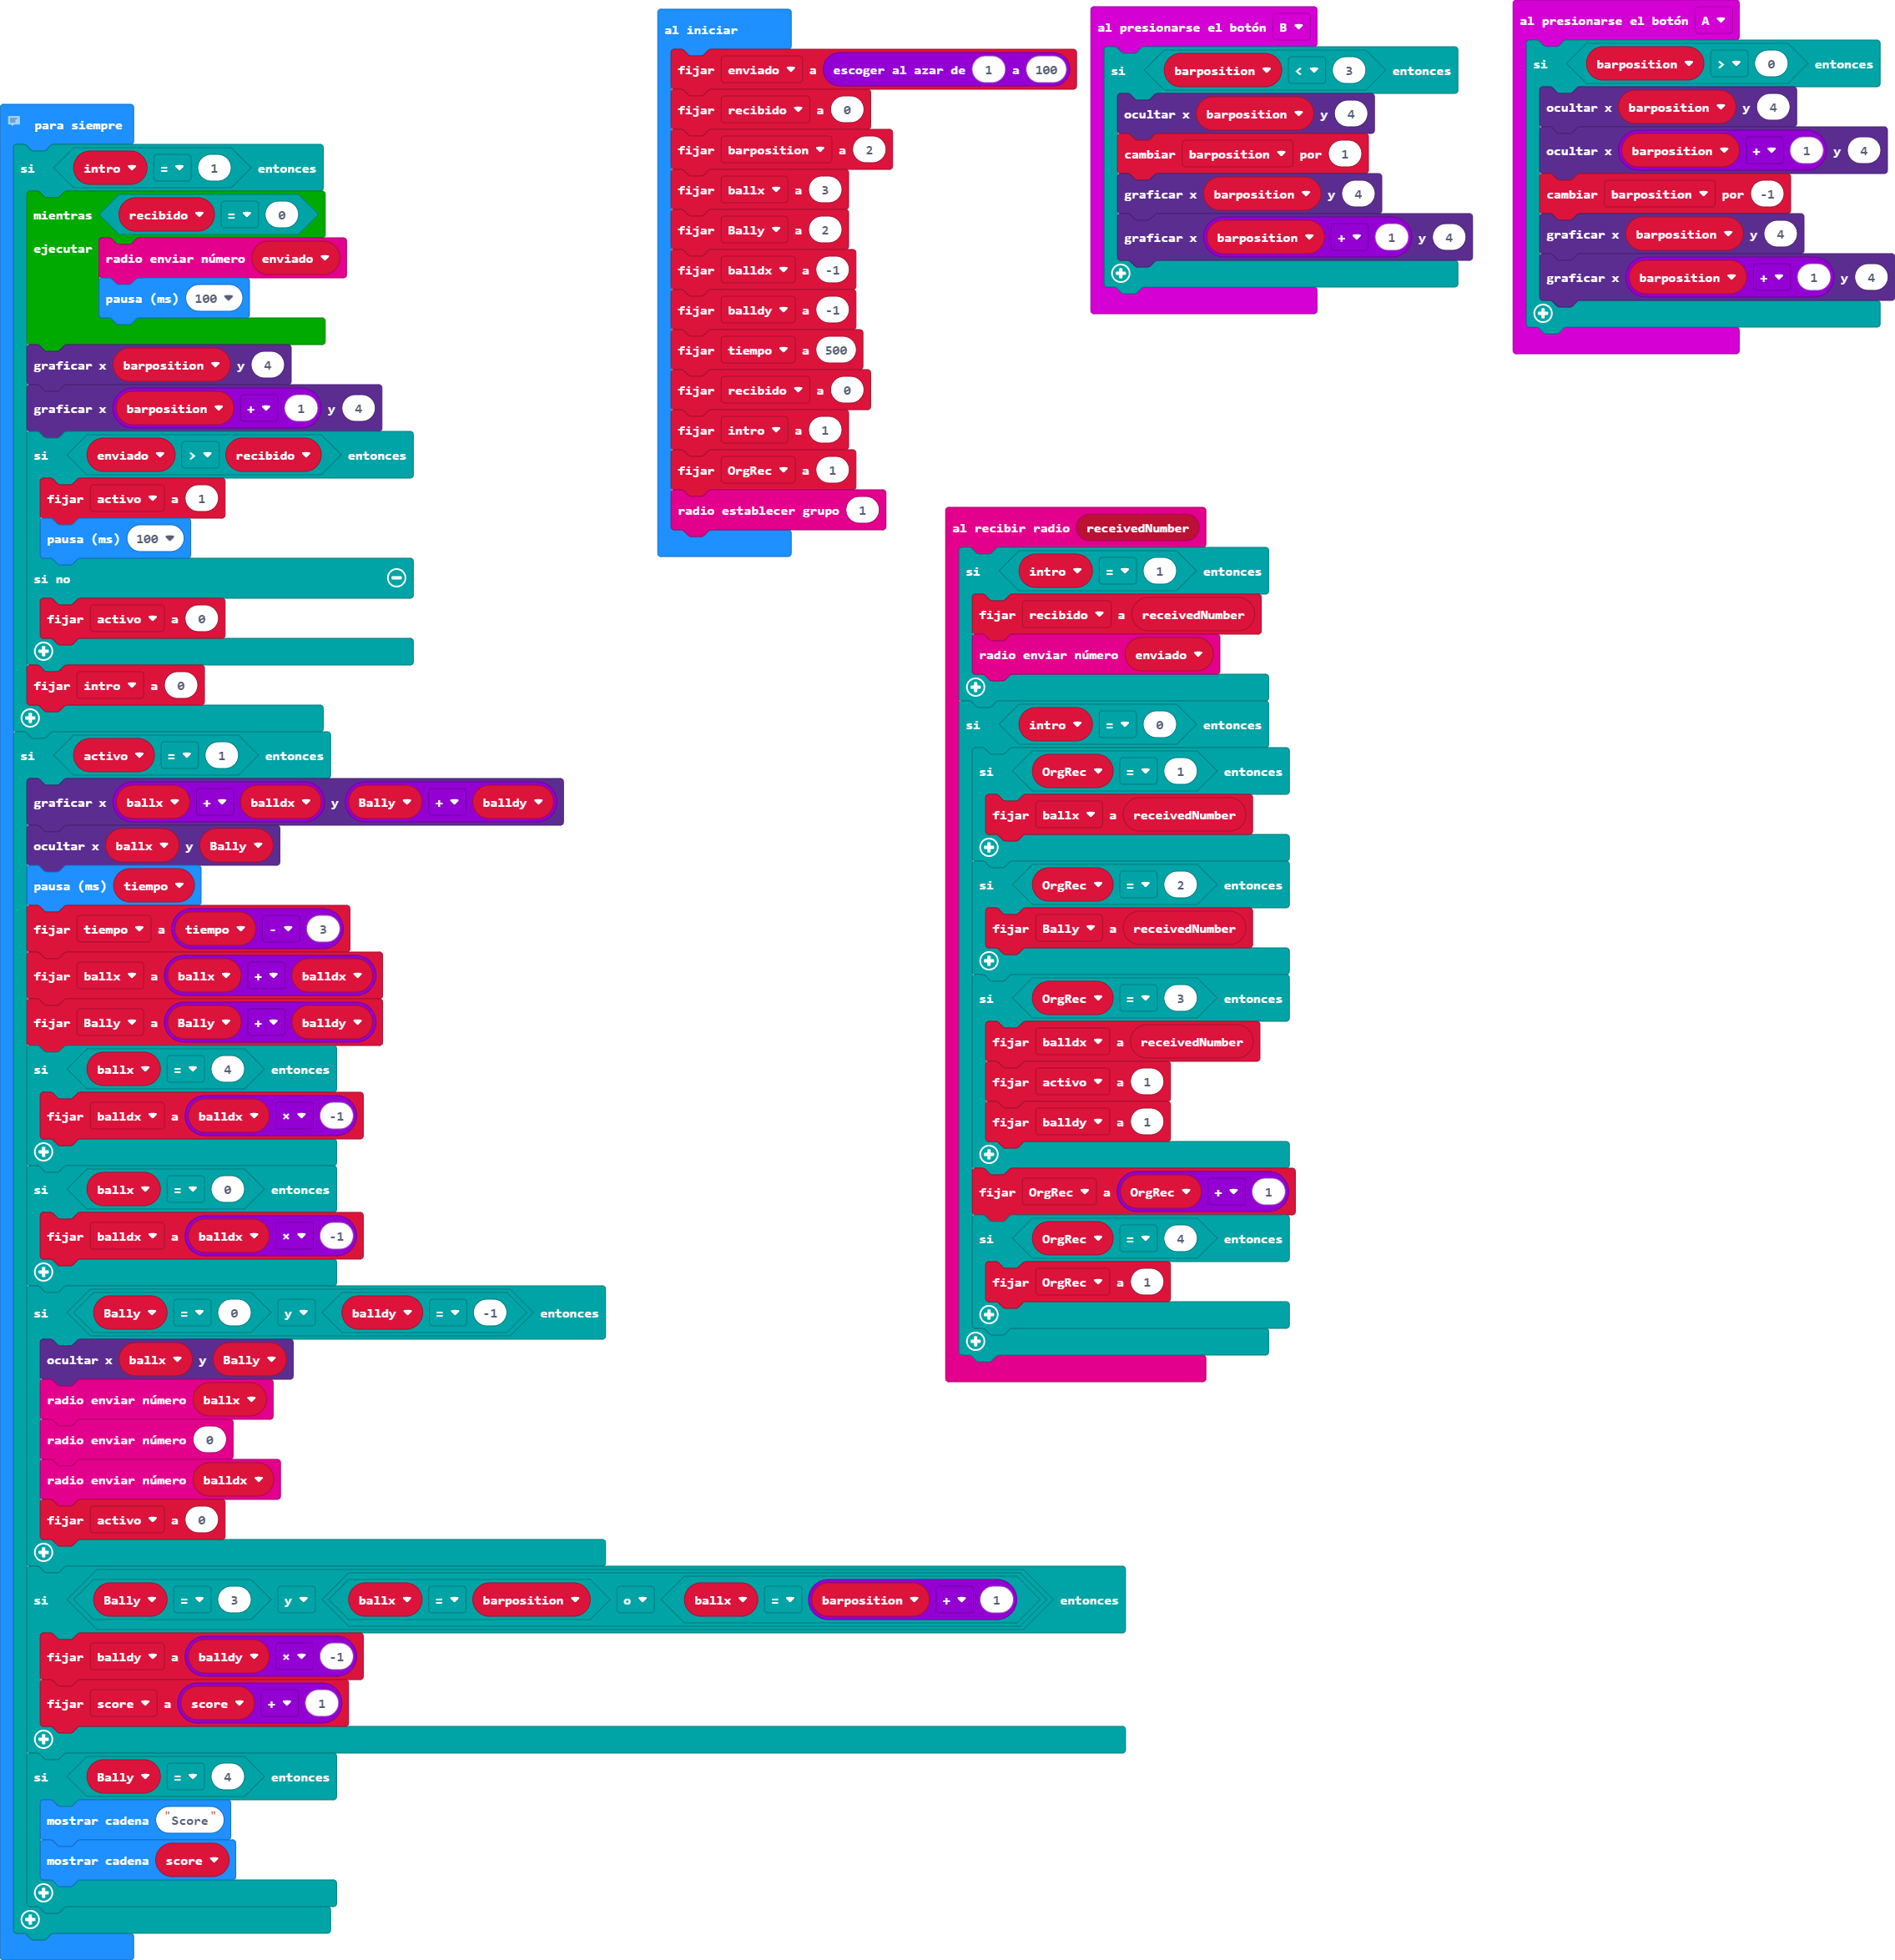 para siempre
si intro = 1 entonces
mientras recibido = 0
ejecutar
radio enviar número enviado
pausa (ms) 100
graficar x barposition y 4
graficar x barposition + 1 y 4
si enviado > recibido entonces
fijar activo a 1
pausa (ms) 100
si no
fijar activo a 0
fijar intro a 0
si activo = 1 entonces
graficar x ballx + balldx y Bally + balldy
ocultar x ballx y Bally
pausa (ms) tiempo
fijar tiempo a tiempo - 3
fijar ballx a ballx + balldx
fijar Bally a Bally + balldy
si ballx = 4 entonces
fijar balldx a balldx × -1
si ballx = 0 entonces
fijar balldx a balldx × -1
si Bally = 0 y balldy = -1 entonces
ocultar x ballx y Bally
radio enviar número ballx
radio enviar número 0
radio enviar número balldx
fijar activo a 0
si Bally = 3 y ballx = barposition o ballx = barposition + 1 entonces
fijar balldy a balldy × -1
fijar score a score + 1
si Bally = 4 entonces
mostrar cadena "Score"
mostrar cadena score
al iniciar
fijar enviado a escoger al azar de 1 a 100
fijar recibido a 0
fijar barposition a 2
fijar ballx a 3
fijar Bally a 2
fijar balldx a -1
fijar balldy a -1
fijar tiempo a 500
fijar recibido a 0
fijar intro a 1
fijar OrgRec a 1
radio establecer grupo 1
al recibir radio receivedNumber
si intro = 1 entonces
fijar recibido a receivedNumber
radio enviar número enviado
si intro = 0 entonces
si OrgRec = 1 entonces
fijar ballx a receivedNumber
si OrgRec = 2 entonces
fijar Bally a receivedNumber
si OrgRec = 3 entonces
fijar balldx a receivedNumber
fijar activo a 1
fijar balldy a 1
fijar OrgRec a OrgRec + 1
si OrgRec = 4 entonces
fijar OrgRec a 1
al presionarse el botón B
si barposition < 3 entonces
ocultar x barposition y 4
cambiar barposition por 1
graficar x barposition y 4
graficar x barposition + 1 y 4
al presionarse el botón A
si barposition > 0 entonces
ocultar x barposition y 4
ocultar x barposition + 1 y 4
cambiar barposition por -1
graficar x barposition y 4
graficar x barposition + 1 y 4